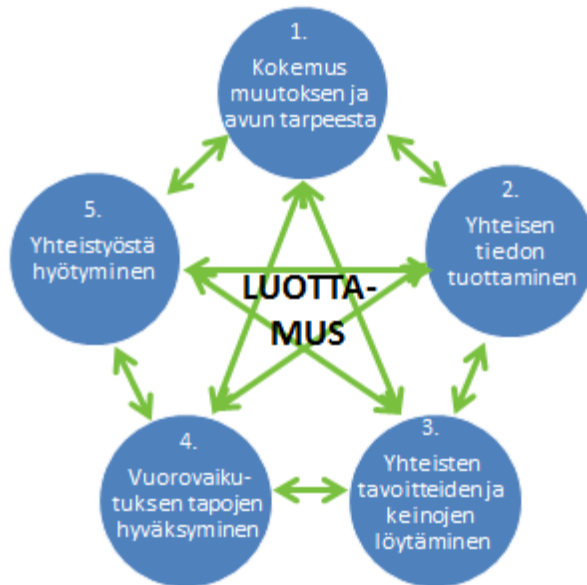 1.
Kokemus
muutoksen ja
avun tarpeesta
2.
Yhteisen
tiedon
tuottaminen
3.
Yhteisten
tavoitteiden ja
keinojen
löytäminen
4.
Vuorovaiku-
tuksen tapojen
hyväksyminen
5.
Yhteistyöstä
hyötyminen
LUOTTA-
MUS